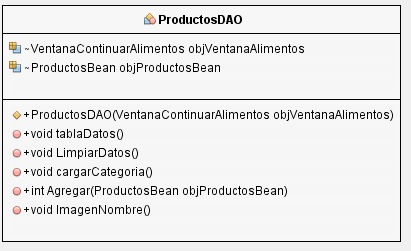 ProductosDAO
~VentanaContinuarAlimentos objVentanaAlimentos
~ProductosBean objProductosBean
+ProductosDAO(VentanaContinuarAlimentos objVentanaAlimentos)
+void tablaDatos()
+void LimpiarDatos()
+void cargarCategoria()
+int Agregar(ProductosBean objProductosBean)
+void ImagenNombre()